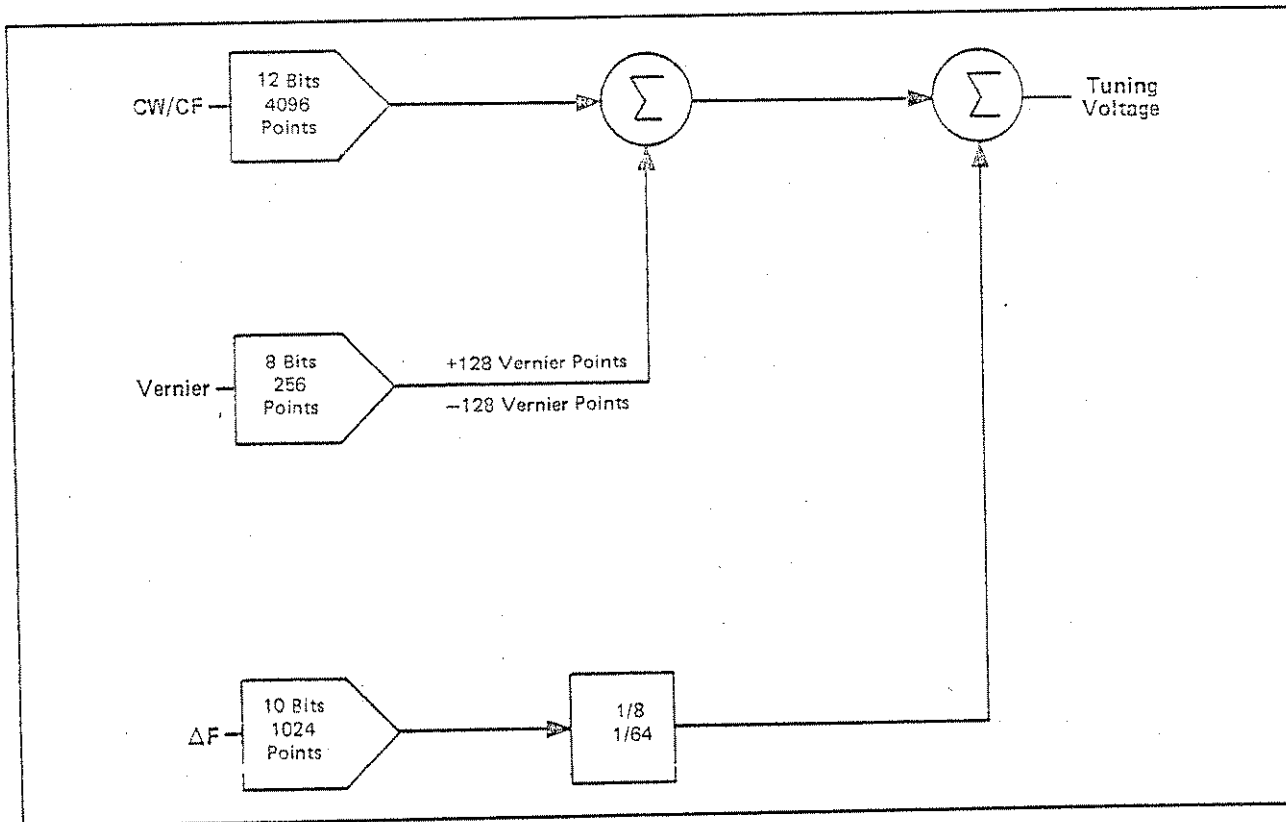 CW/CF
12 Bits
4096
Points
Σ
Σ
Tuning
Voltage
Vernier
8 Bits
256
Points
+128 Vernier Points
−128 Vernier Points
ΔF
10 Bits
1024
Points
1/8
1/64